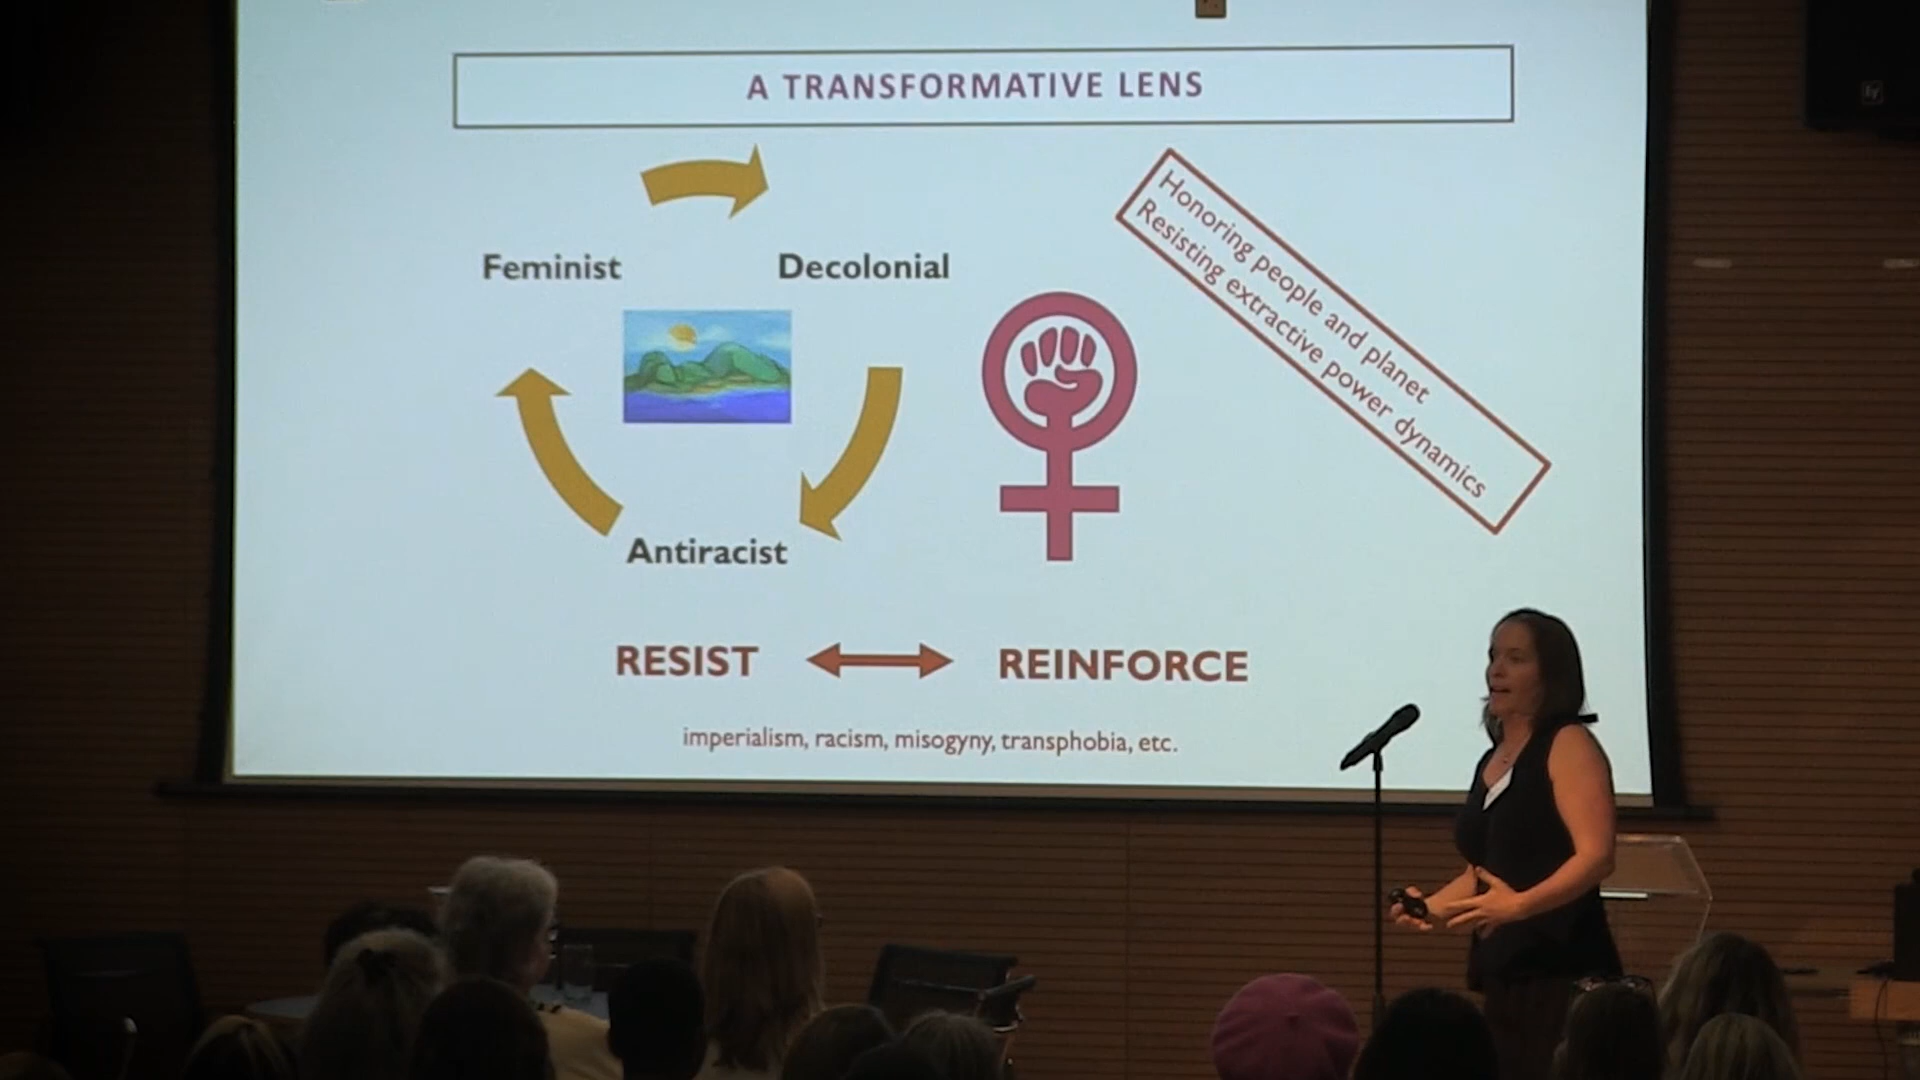 A TRANSFORMATIVE LENS
Honoring people and planet
Resisting extractive power dynamics
Feminist
Decolonial
Antiracist
RESIST
REINFORCE
imperialism, racism, misogyny, transphobia, etc.